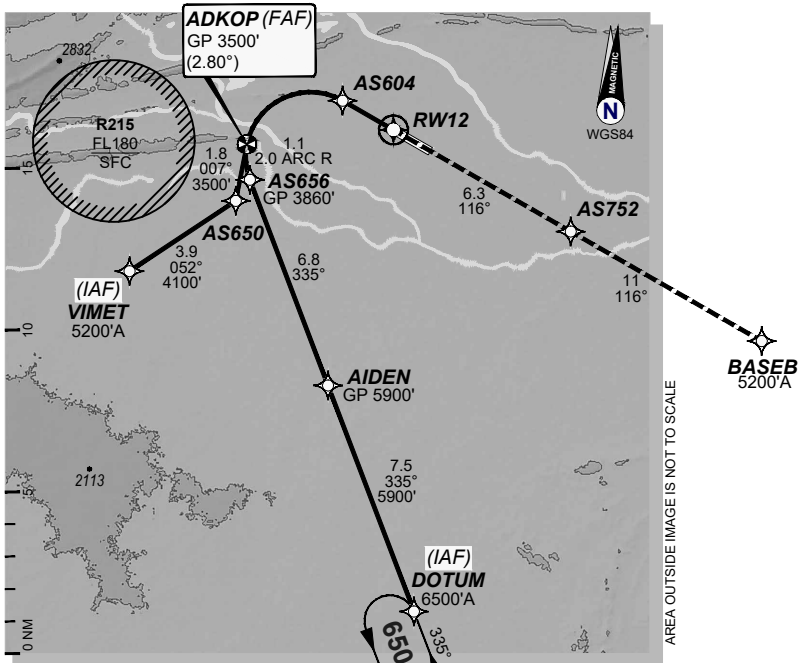 ADKOP (FAF)
GP 3500'
(2.80°)
2832
R215
FL180
SFC
AS604
RW12
MAGNETIC
N
WGS84
1.1
2.0 ARC R
1.8
007°
3500'
AS656
GP 3860'
AS650
15
6.3
116°
AS752
3.9
052°
4100'
6.8
335°
(IAF)
VIMET
5200'A
11
116°
10
BASEB
5200'A
AIDEN
GP 5900'
AREA OUTSIDE IMAGE IS NOT TO SCALE
2113
5
7.5
335°
5900'
(IAF)
DOTUM
6500'A
0 NM
650
335°